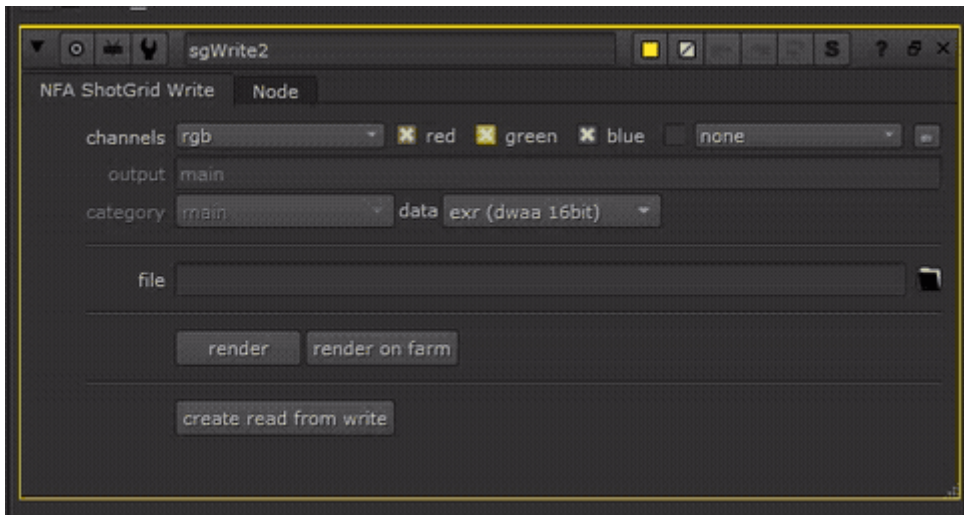 sgWrite2 S ? ×
NFA ShotGrid Write Node
channels rgb red green blue none
output main
category main data exr (dwaa 16bit)
file
render render on farm
create read from write